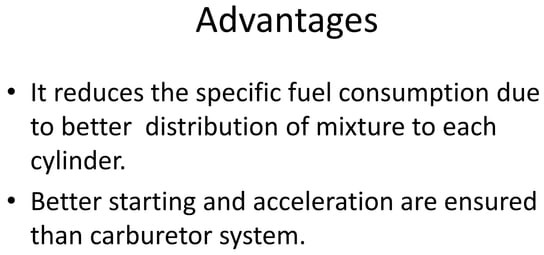 Advantages
• It reduces the specific fuel consumption due
to better  distribution of mixture to each
cylinder.
• Better starting and acceleration are ensured
than carburetor system.